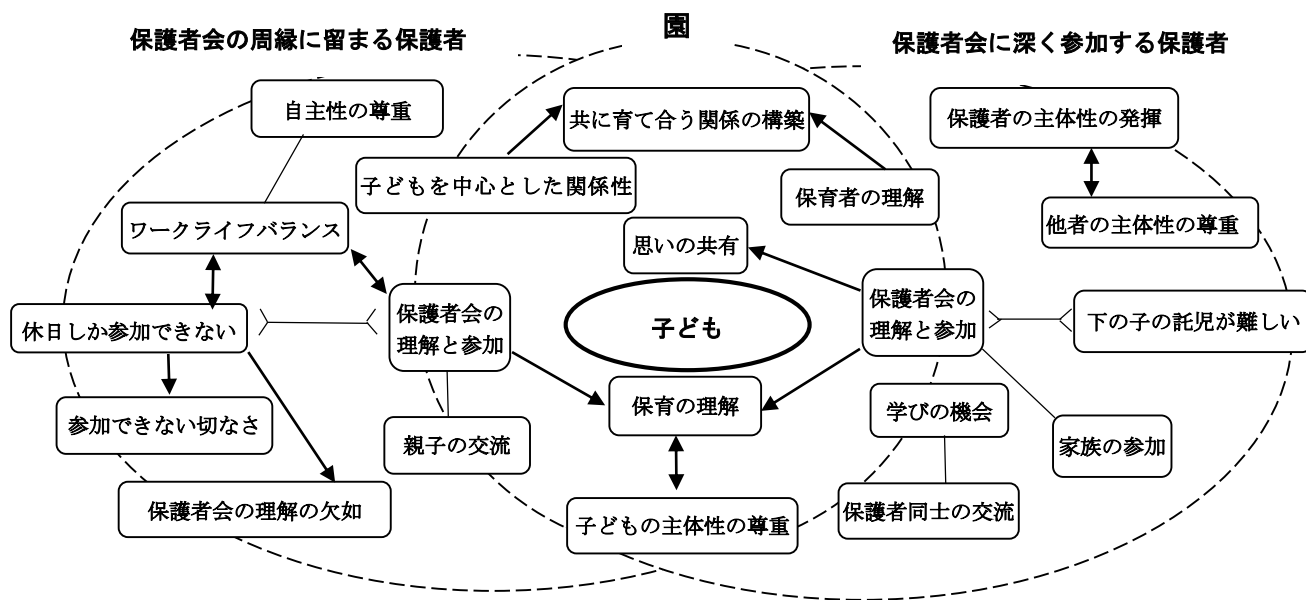 園
保護者会の周縁に留まる保護者
保護者会に深く参加する保護者
自主性の尊重
共に育て合う関係の構築
保護者の主体性の発揮
子どもを中心とした関係性
保育者の理解
ワークライフバランス
思いの共有
他者の主体性の尊重
休日しか参加できない
保護者会の
理解と参加
子ども
保護者会の
理解と参加
下の子の託児が難しい
参加できない切なさ
保育の理解
学びの機会
親子の交流
家族の参加
保護者会の理解の欠如
子どもの主体性の尊重
保護者同士の交流